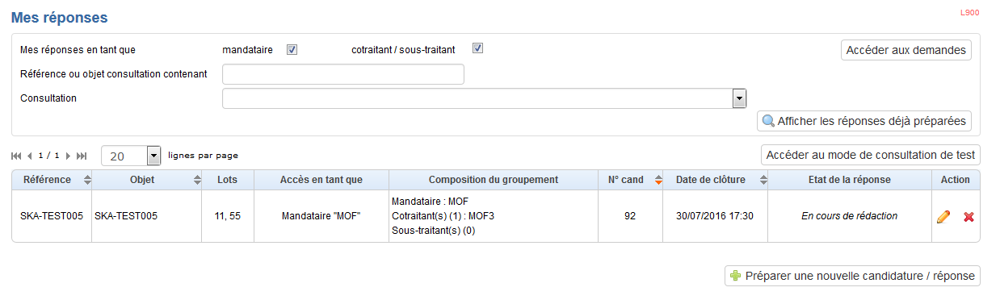 Mes réponses
L900
Mes réponses en tant que mandataire cotraitant / sous-traitant Accéder aux demandes
Référence ou objet consultation contenant
Consultation
Afficher les réponses déjà préparées
1 / 1 20 lignes par page Accéder au mode de consultation de test
Référence Objet Lots Accès en tant que Composition du groupement N° cand Date de clôture Etat de la réponse Action
Mandataire : MOF
SKA-TEST005 SKA-TEST005 11, 55 Mandataire "MOF" Cotraitant(s) (1) : MOF3 92 30/07/2016 17:30 En cours de rédaction
Sous-traitant(s) (0)
Préparer une nouvelle candidature / réponse